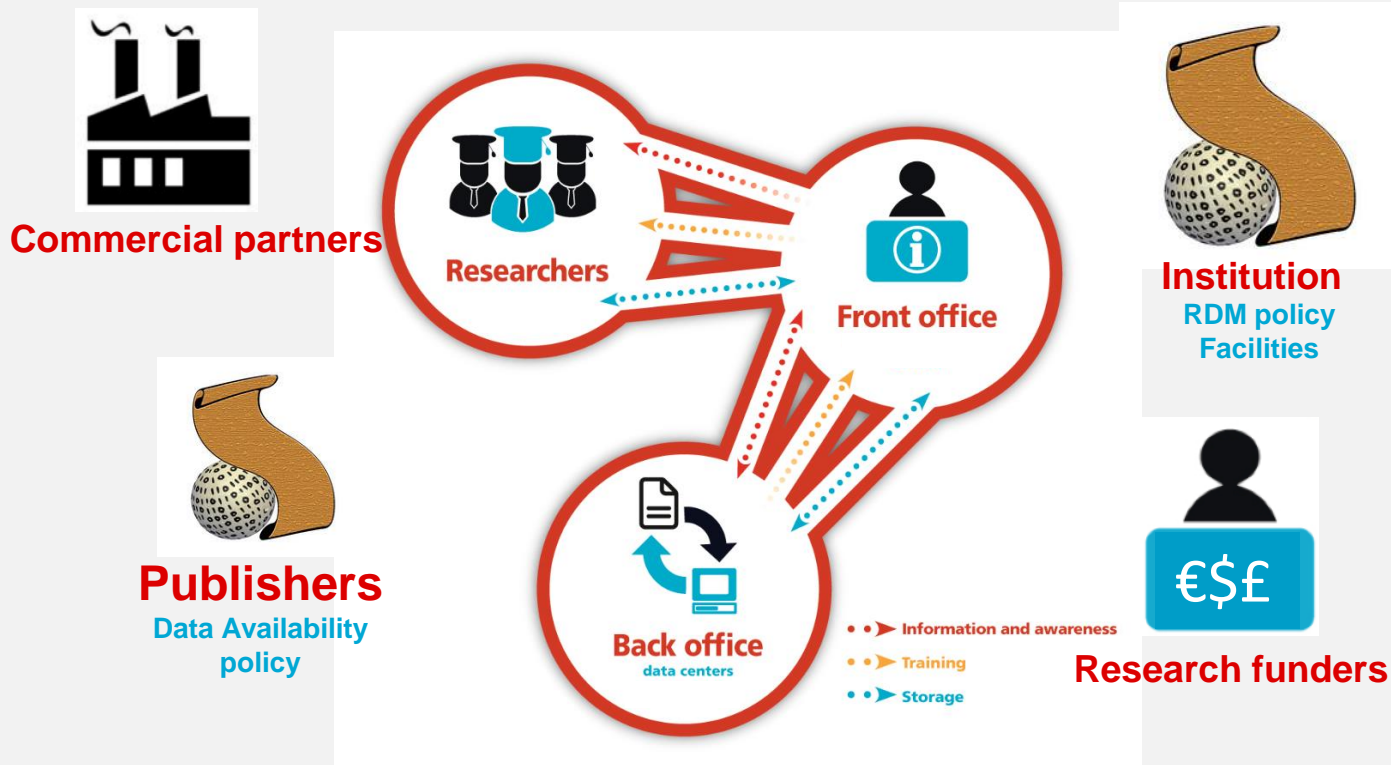 Commercial partners
Researchers
Front office
Institution
RDM policy
Facilities
Publishers
Data Availability
policy
Back office
data centers
Information and awareness
Training
Storage
€$£
Research funders